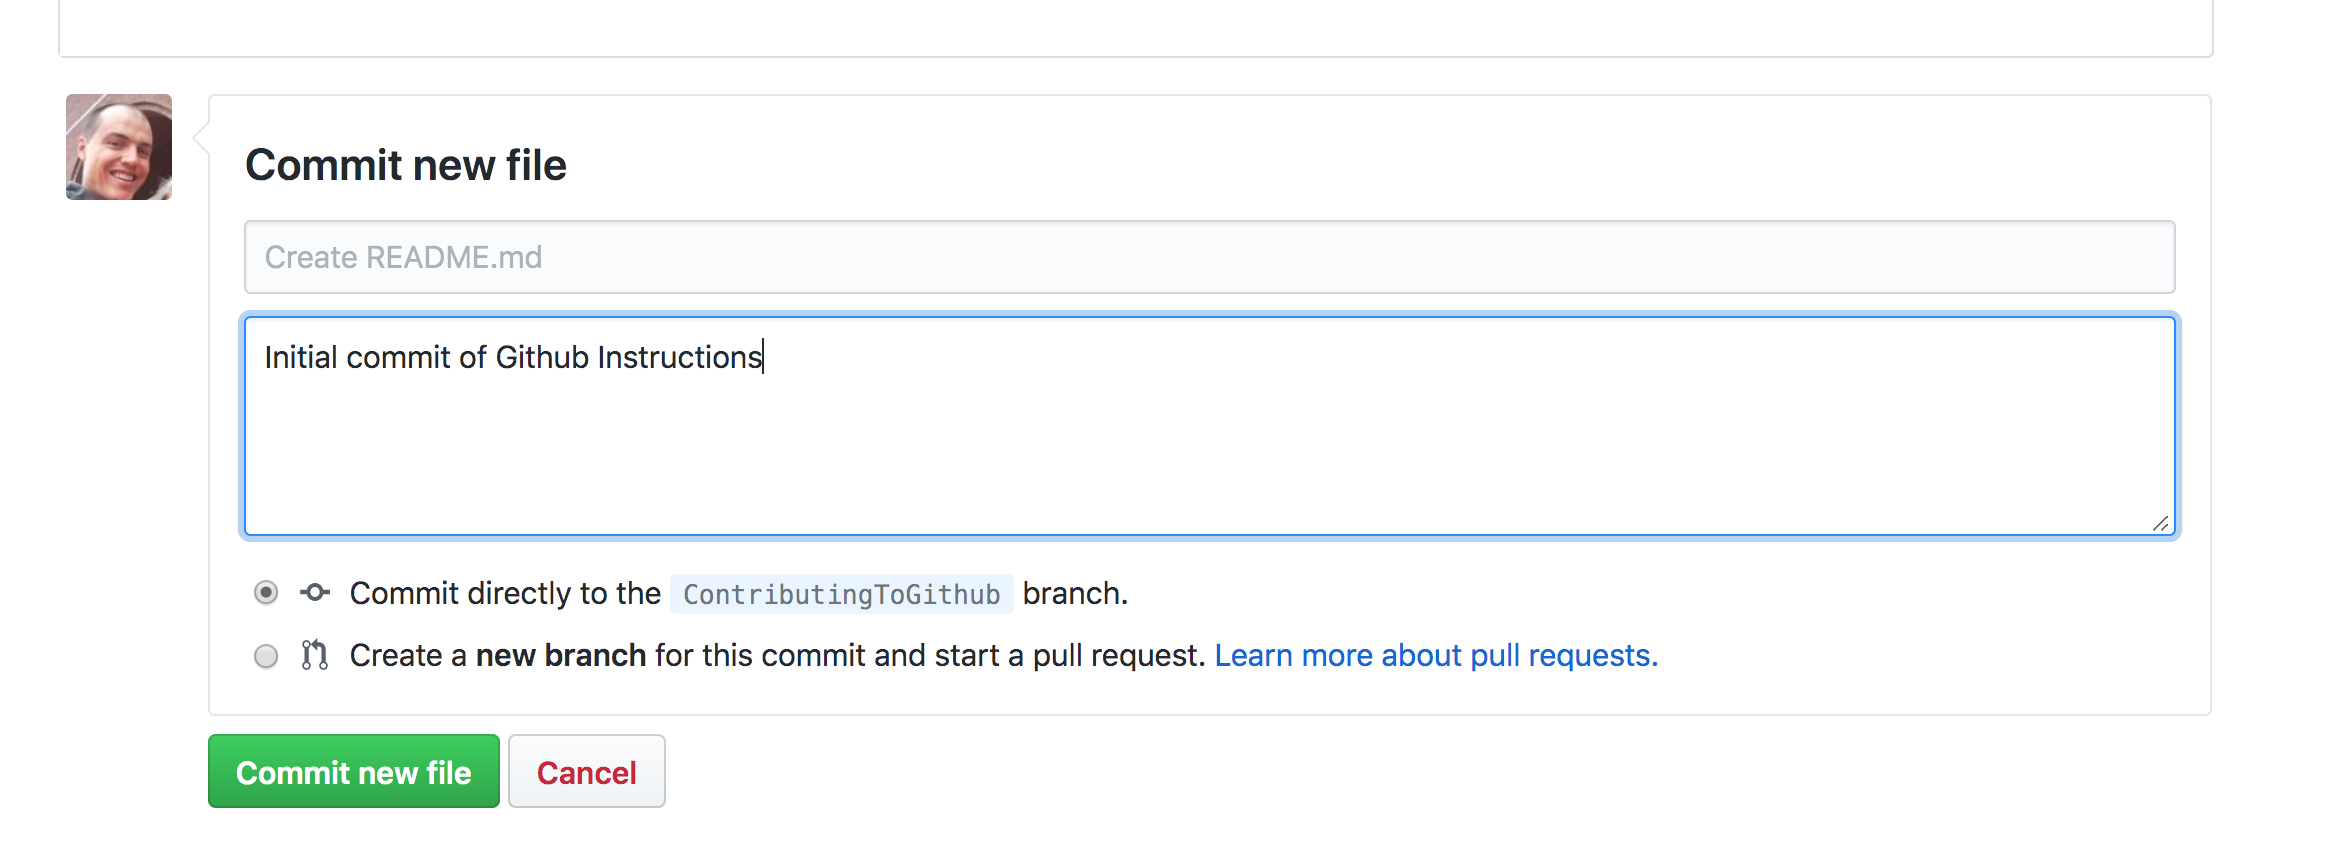 Commit new file
Create README.md
Initial commit of Github Instructions
Commit directly to the ContributingToGithub branch.
Create a new branch for this commit and start a pull request. Learn more about pull requests.
Commit new file Cancel